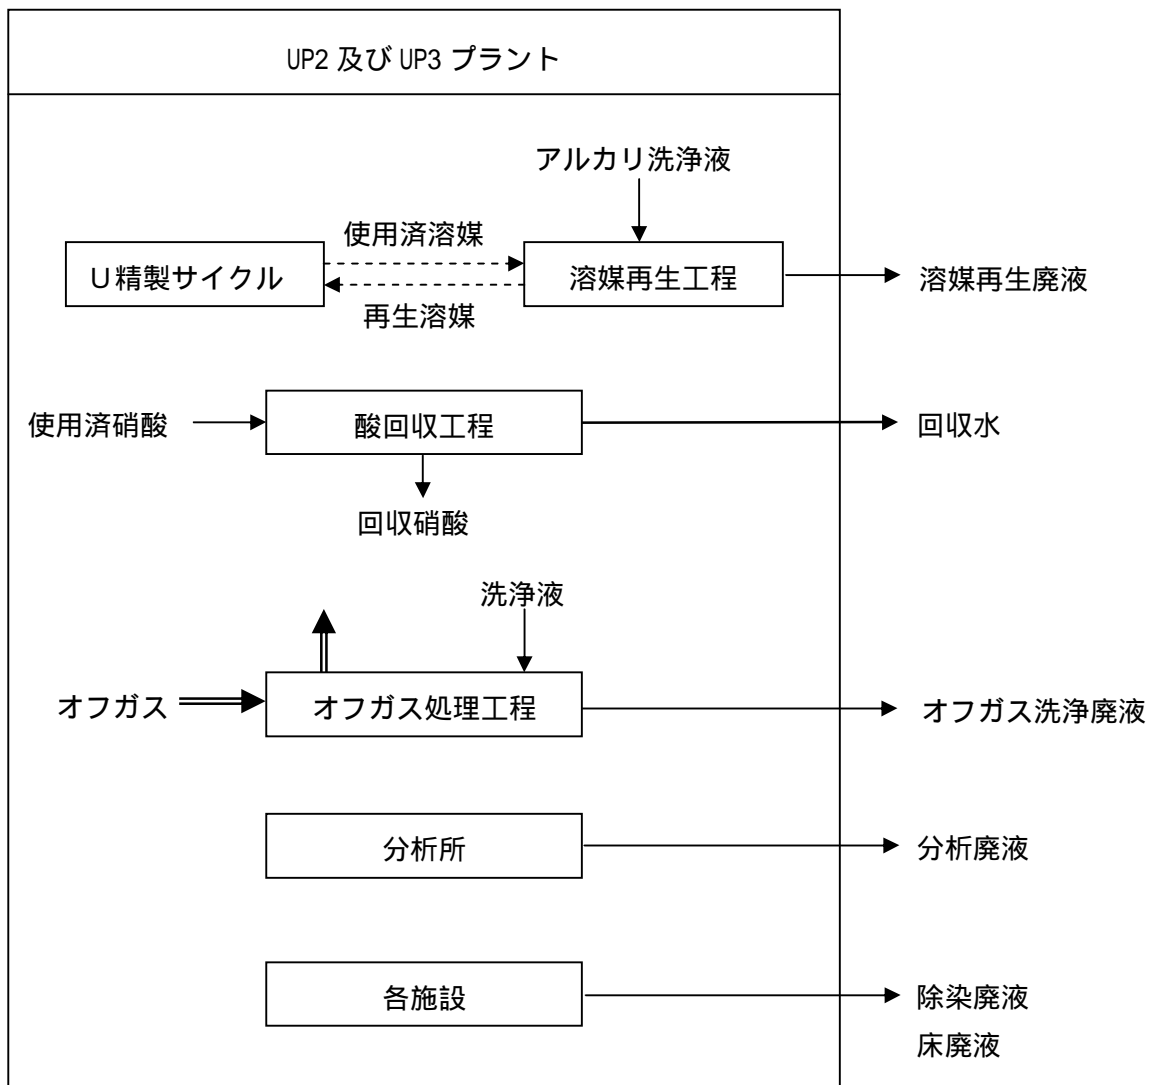 UP2 及び UP3 プラント
アルカリ洗浄液
使用済溶媒
U精製サイクル
溶媒再生工程
溶媒再生廃液
再生溶媒
使用済硝酸
酸回収工程
回収水
回収硝酸
洗浄液
オフガス
オフガス処理工程
オフガス洗浄廃液
分析所
分析廃液
各施設
除染廃液
床廃液